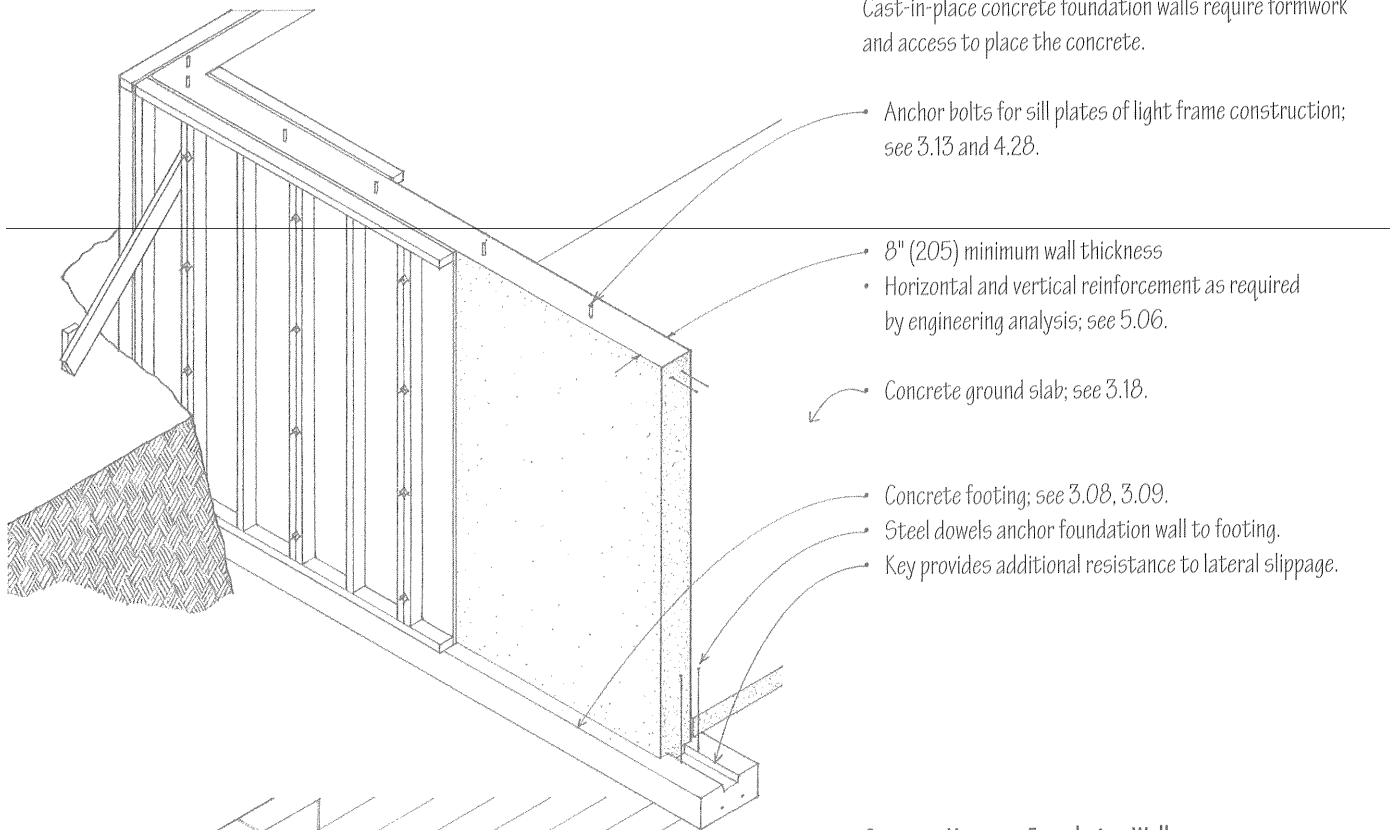 Cast-in-place concrete foundation walls require formwork
and access to place the concrete.
• Anchor bolts for sill plates of light frame construction;
see 3.13 and 4.28.
• 8" (205) minimum wall thickness
• Horizontal and vertical reinforcement as required
by engineering analysis; see 5.06.
• Concrete ground slab; see 3.18.
• Concrete footing; see 3.08, 3.09.
• Steel dowels anchor foundation wall to footing.
• Key provides additional resistance to lateral slippage.